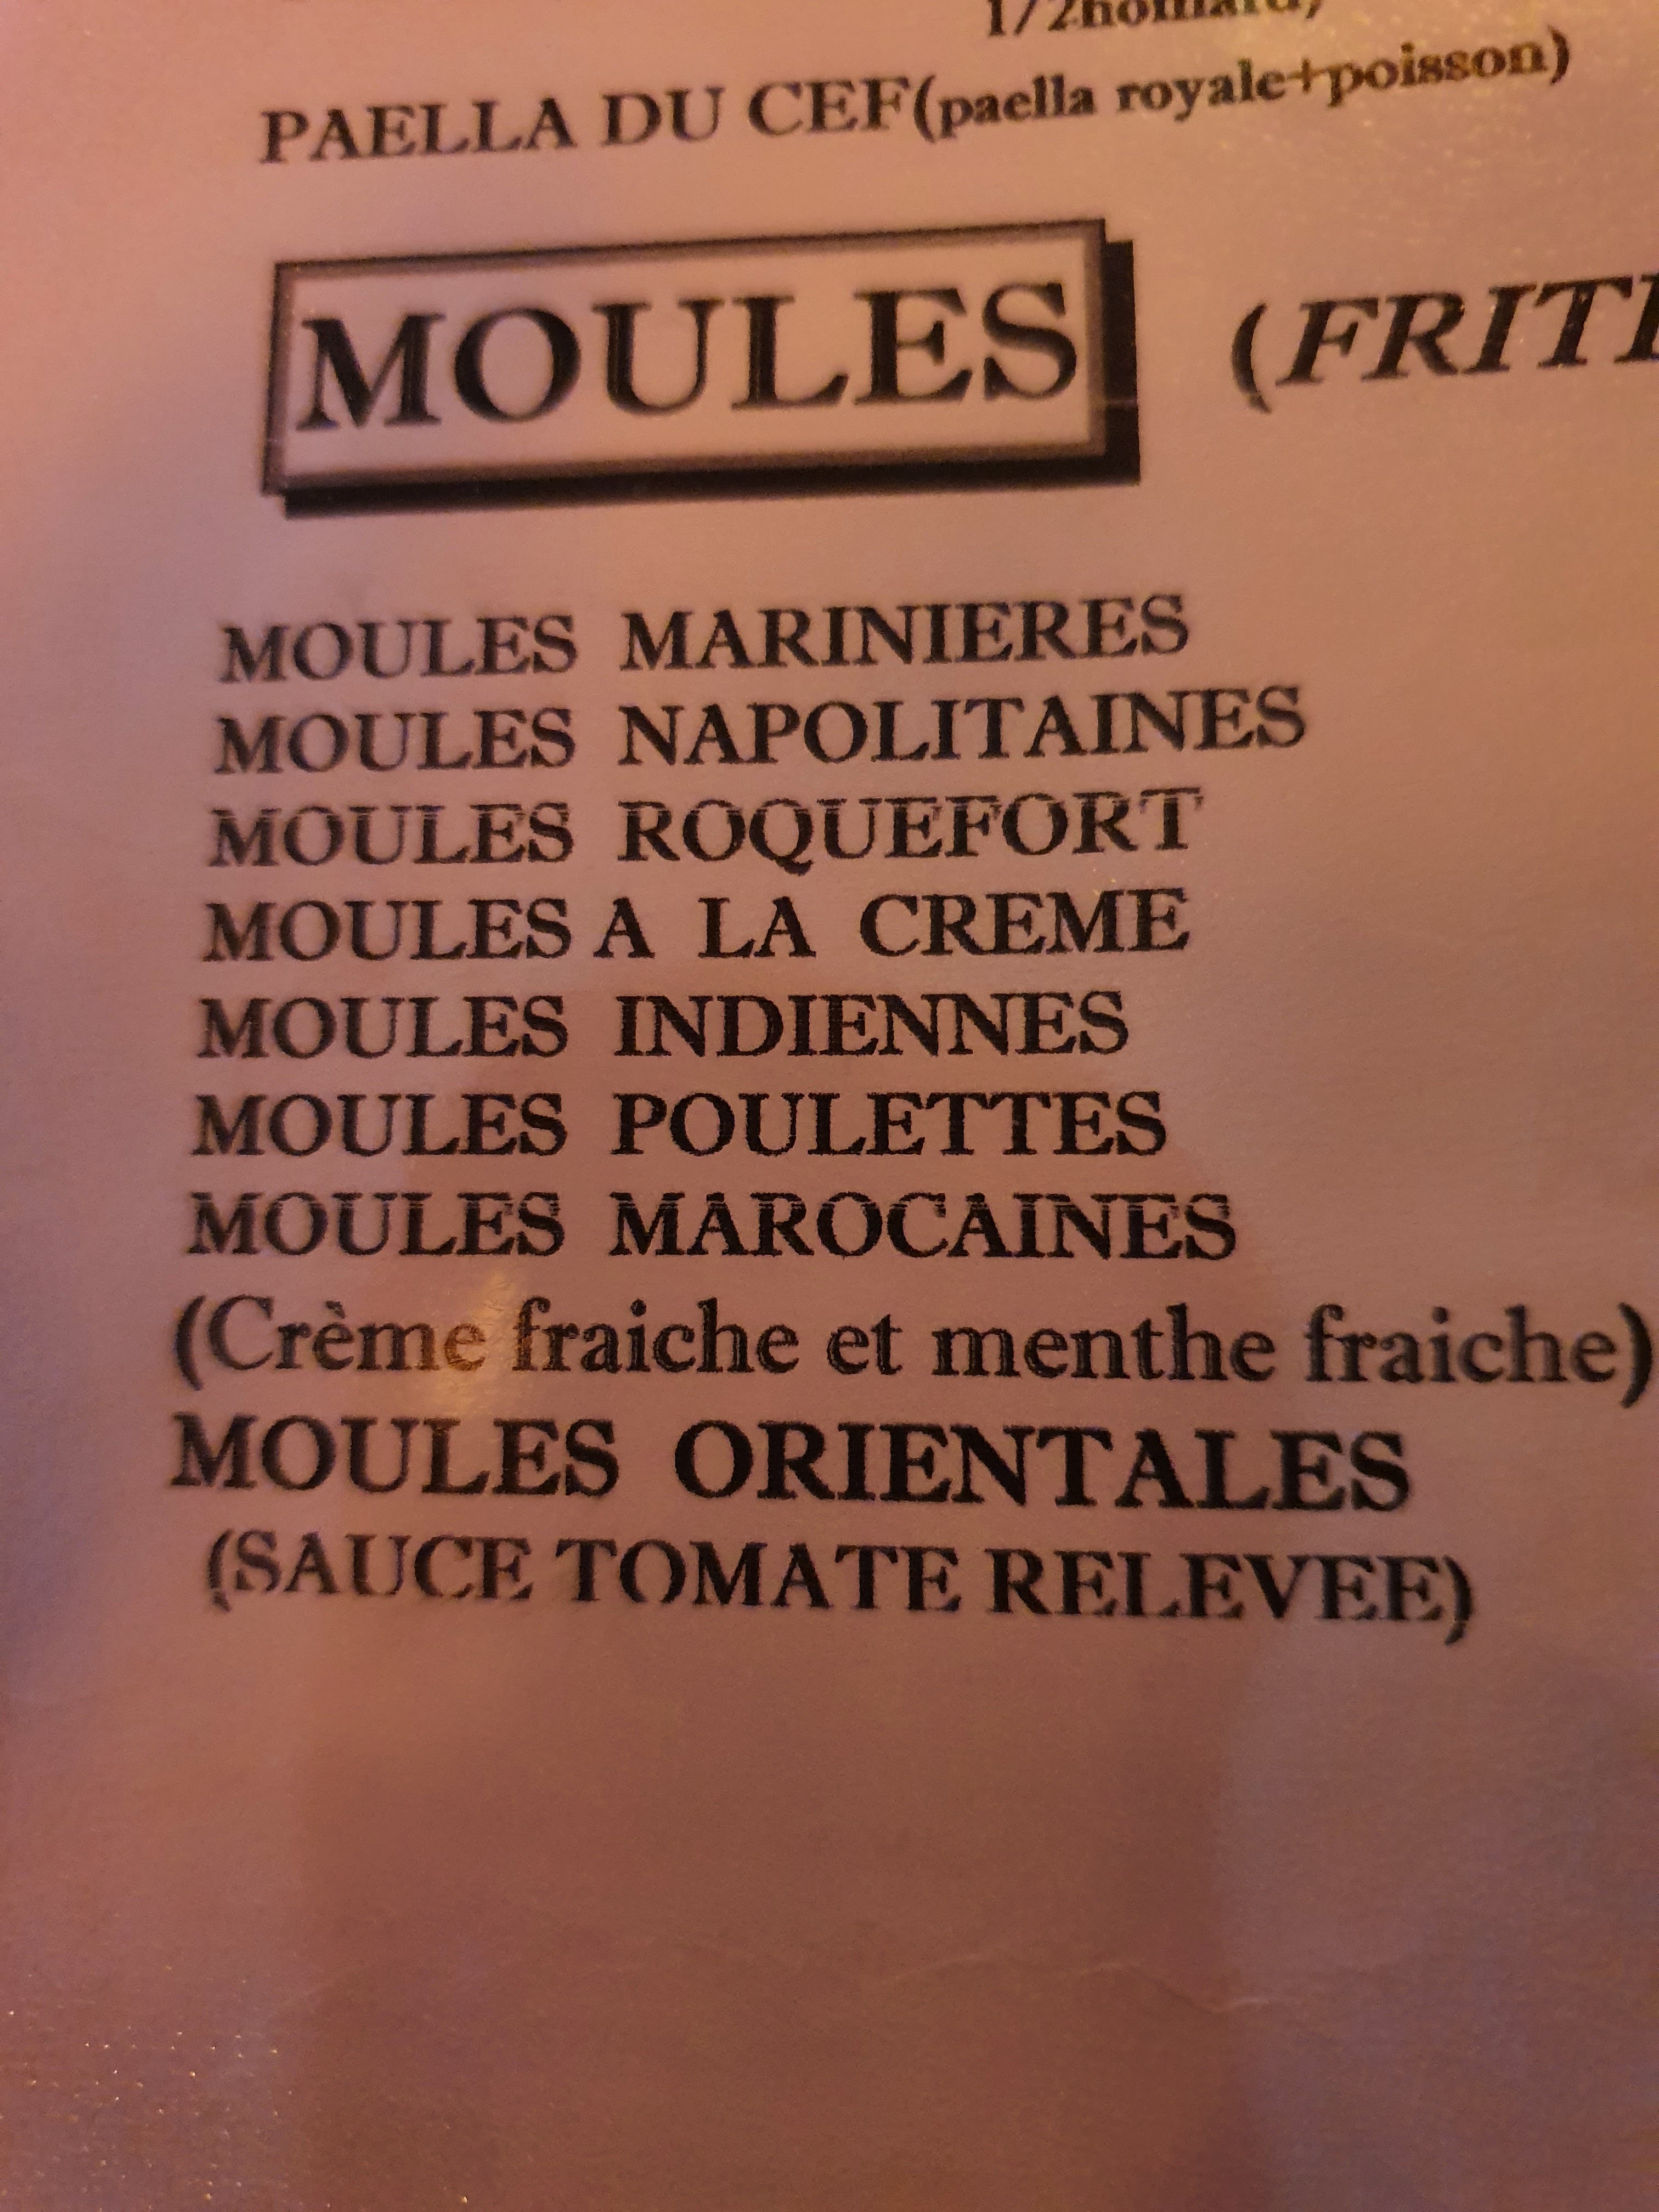 PAELLA DU CEF(paella royale+poisson)
MOULES
MOULES MARINIERES
MOULES NAPOLITAINES
MOULES ROQUEFORT
MOULES A LA CREME
MOULES INDIENNES
MOULES POULETTES
MOULES MAROCAINES
(Crème fraiche et menthe fraiche)
MOULES ORIENTALES
(SAUCE TOMATE RELEVEE)